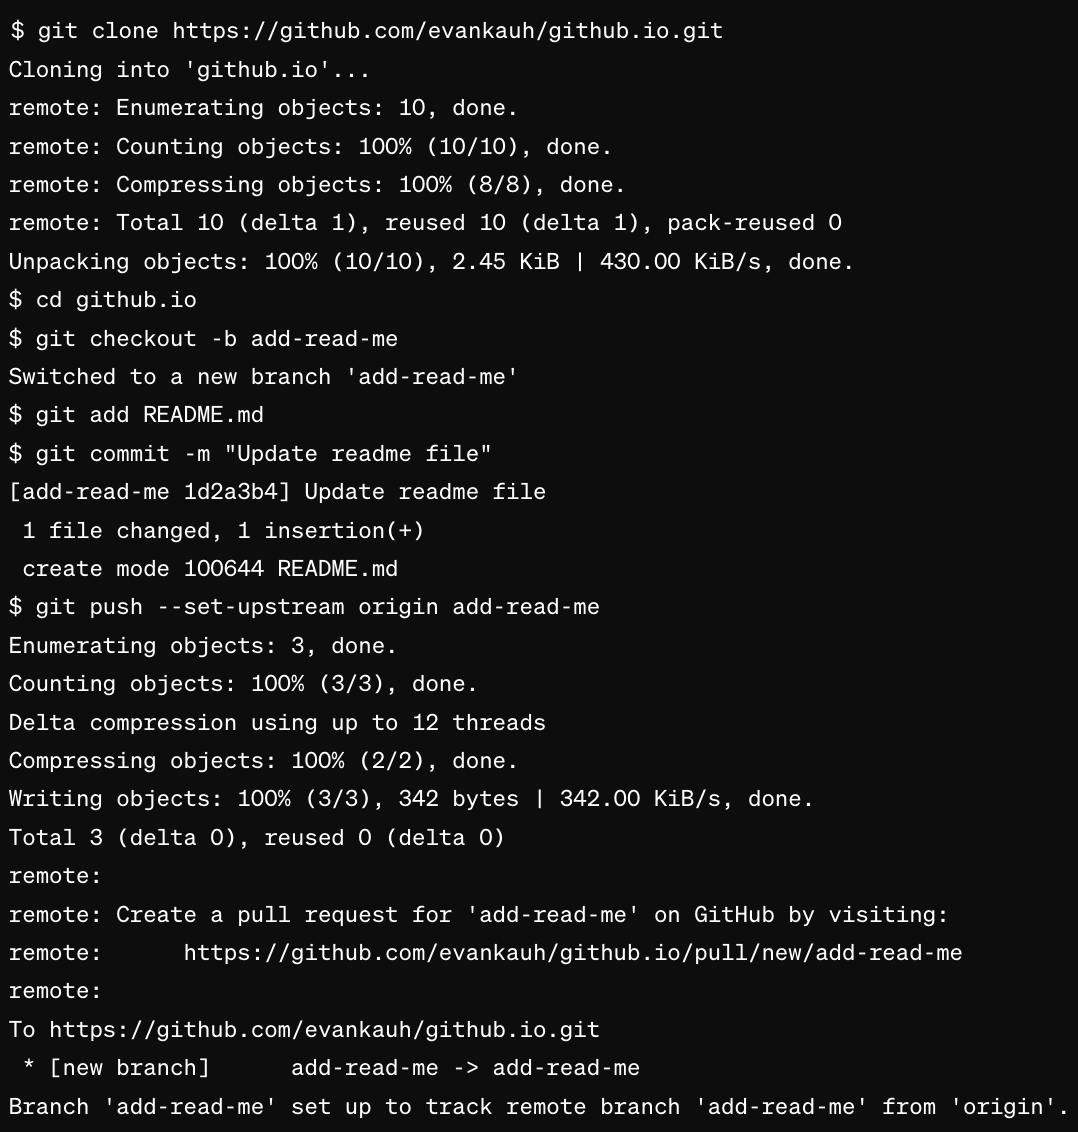 $ git clone https://github.com/evankauh/github.io.git
Cloning into 'github.io'...
remote: Enumerating objects: 10, done.
remote: Counting objects: 100% (10/10), done.
remote: Compressing objects: 100% (8/8), done.
remote: Total 10 (delta 1), reused 10 (delta 1), pack-reused 0
Unpacking objects: 100% (10/10), 2.45 KiB | 430.00 KiB/s, done.
$ cd github.io
$ git checkout -b add-read-me
Switched to a new branch 'add-read-me'
$ git add README.md
$ git commit -m "Update readme file"
[add-read-me 1d2a3b4] Update readme file
 1 file changed, 1 insertion(+)
 create mode 100644 README.md
$ git push --set-upstream origin add-read-me
Enumerating objects: 3, done.
Counting objects: 100% (3/3), done.
Delta compression using up to 12 threads
Compressing objects: 100% (2/2), done.
Writing objects: 100% (3/3), 342 bytes | 342.00 KiB/s, done.
Total 3 (delta 0), reused 0 (delta 0)
remote:
remote: Create a pull request for 'add-read-me' on GitHub by visiting:
remote:      https://github.com/evankauh/github.io/pull/new/add-read-me
remote:
To https://github.com/evankauh/github.io.git
 * [new branch]      add-read-me -> add-read-me
Branch 'add-read-me' set up to track remote branch 'add-read-me' from 'origin'.